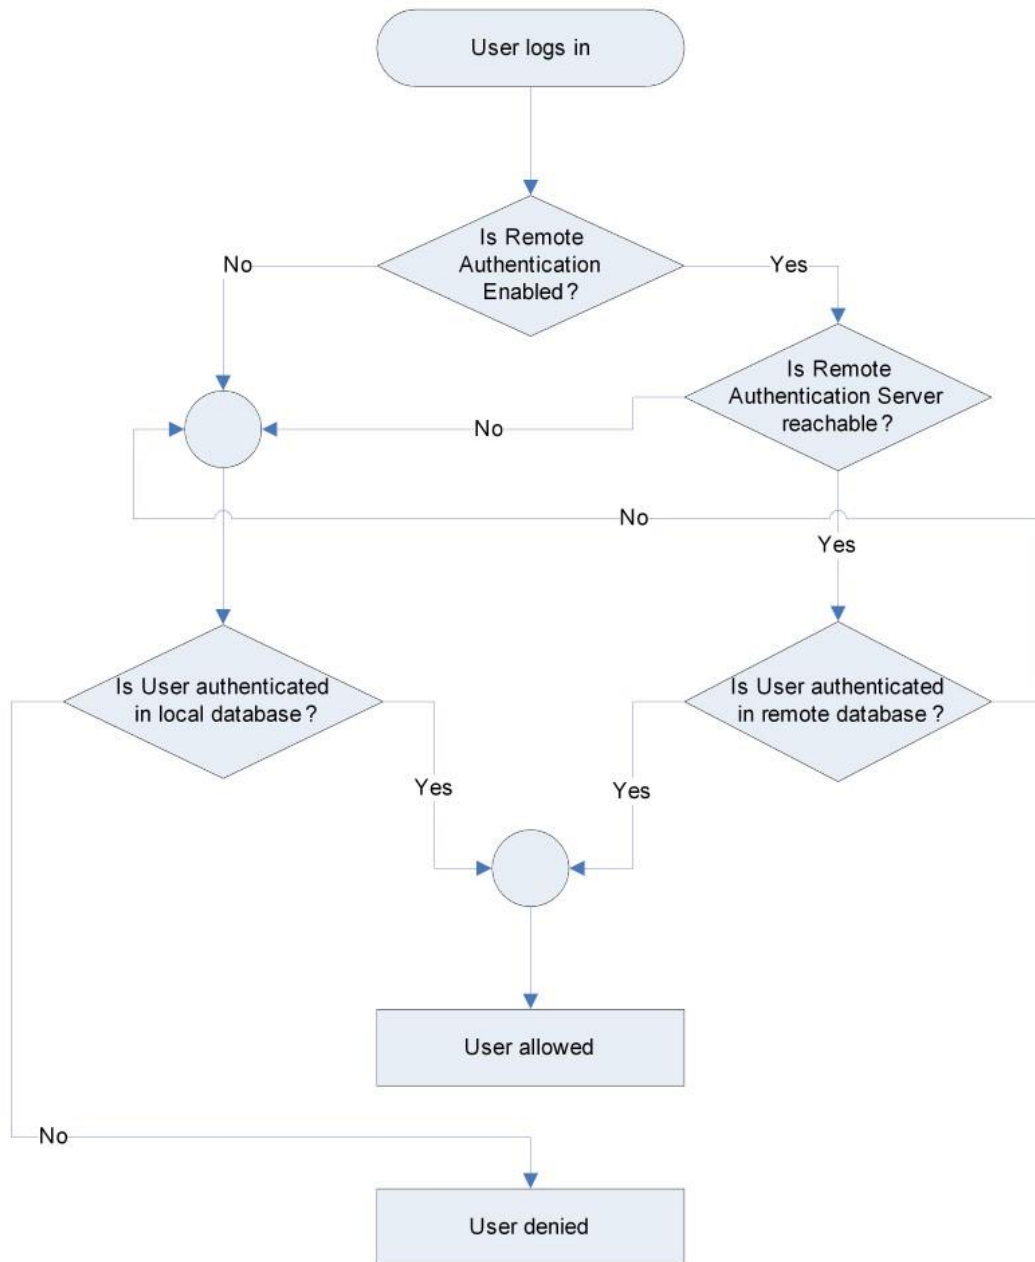 User logs in
Is Remote
Authentication
Enabled?
No
Yes
Is Remote
Authentication Server
reachable?
No
No
Yes
Is User authenticated
in local database?
Is User authenticated
in remote database?
Yes
Yes
User allowed
No
User denied